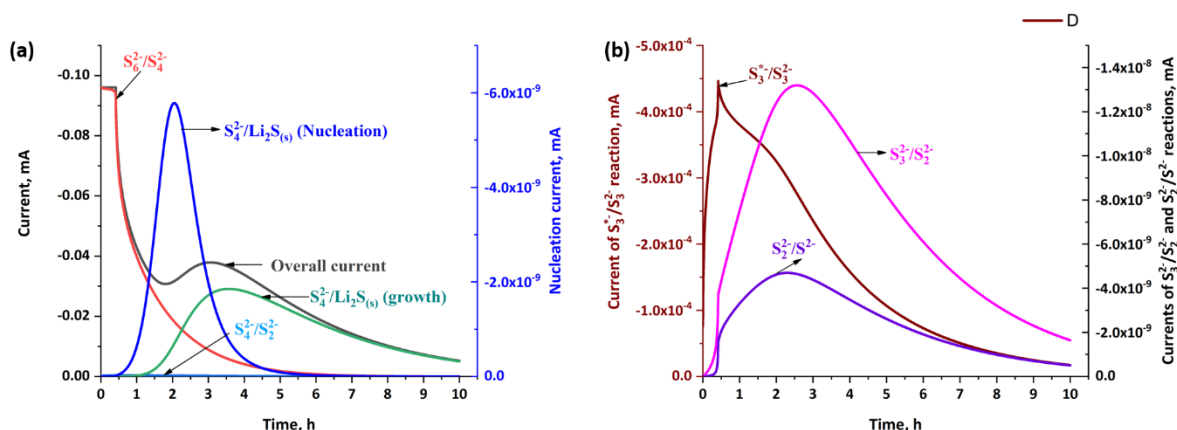 (a)
Current, mA
-0.10
-0.08
-0.06
-0.04
-0.02
0.00
0 1 2 3 4 5 6 7 8 9 10
Time, h
S₆²⁻/S₄²⁻
S₄²⁻/Li₂S₍ₛ₎ (Nucleation)
Overall current
S₄²⁻/Li₂S₍ₛ₎ (growth)
S₄²⁻/S₂²⁻
-6.0x10⁻⁹
-4.0x10⁻⁹
-2.0x10⁻⁹
0.0
Nucleation current, mA
D
(b)
Current of S₃*⁻/S₃²⁻ reaction, mA
-5.0x10⁻⁴
-4.0x10⁻⁴
-3.0x10⁻⁴
-2.0x10⁻⁴
-1.0x10⁻⁴
0.0
0 1 2 3 4 5 6 7 8 9 10
Time, h
S₃*⁻/S₃²⁻
S₃²⁻/S₂²⁻
S₂²⁻/S²⁻
-1.4x10⁻⁸
-1.2x10⁻⁸
-1.0x10⁻⁸
-8.0x10⁻⁹
-6.0x10⁻⁹
-4.0x10⁻⁹
-2.0x10⁻⁹
0.0
Currents of S₃²⁻/S₂²⁻ and S₂²⁻/S²⁻ reactions, mA